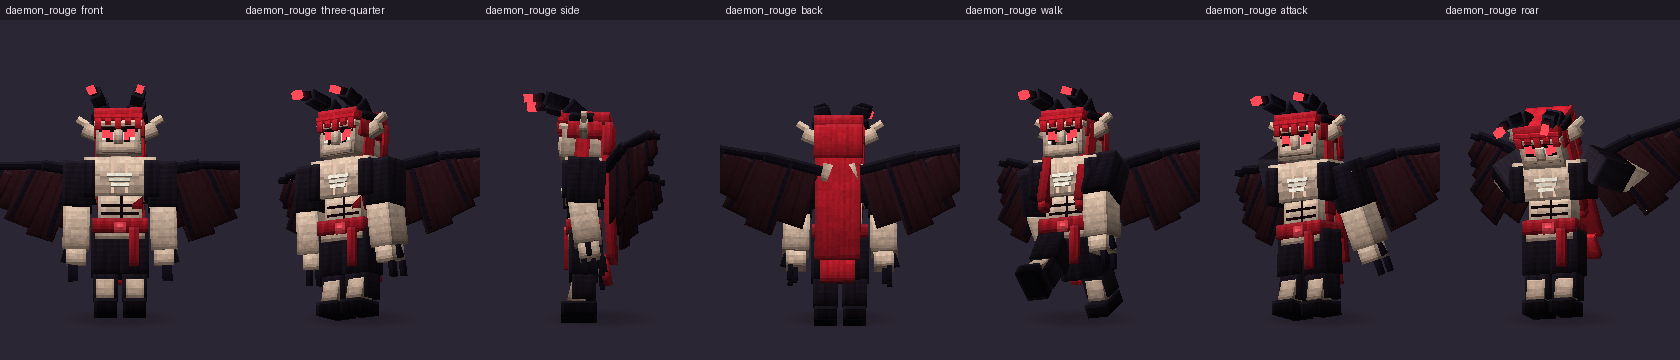 daemon_rouge front
daemon_rouge three-quarter
daemon_rouge side
daemon_rouge back
daemon_rouge walk
daemon_rouge attack
daemon_rouge roar